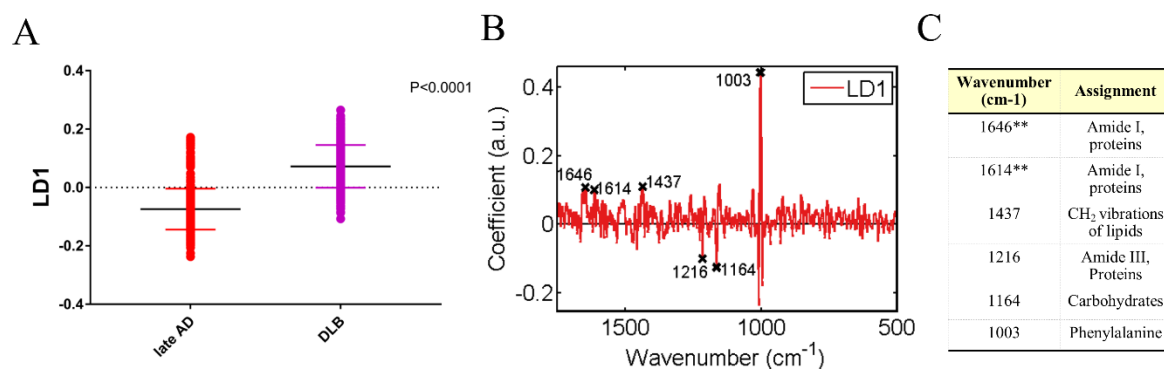 A
0.4
0.2
0.0
-0.2
-0.4
LD1
P<0.0001
late AD
DLB
B
0.4
0.2
0
-0.2
Coefficient (a.u.)
1003
LD1
1646
1614
1437
1216
1164
1500
1000
500
Wavenumber (cm⁻¹)
C
Wavenumber
(cm-1)
Assignment
1646**
Amide I,
proteins
1614**
Amide I,
proteins
1437
CH₂ vibrations
of lipids
1216
Amide III,
Proteins
1164
Carbohydrates
1003
Phenylalanine